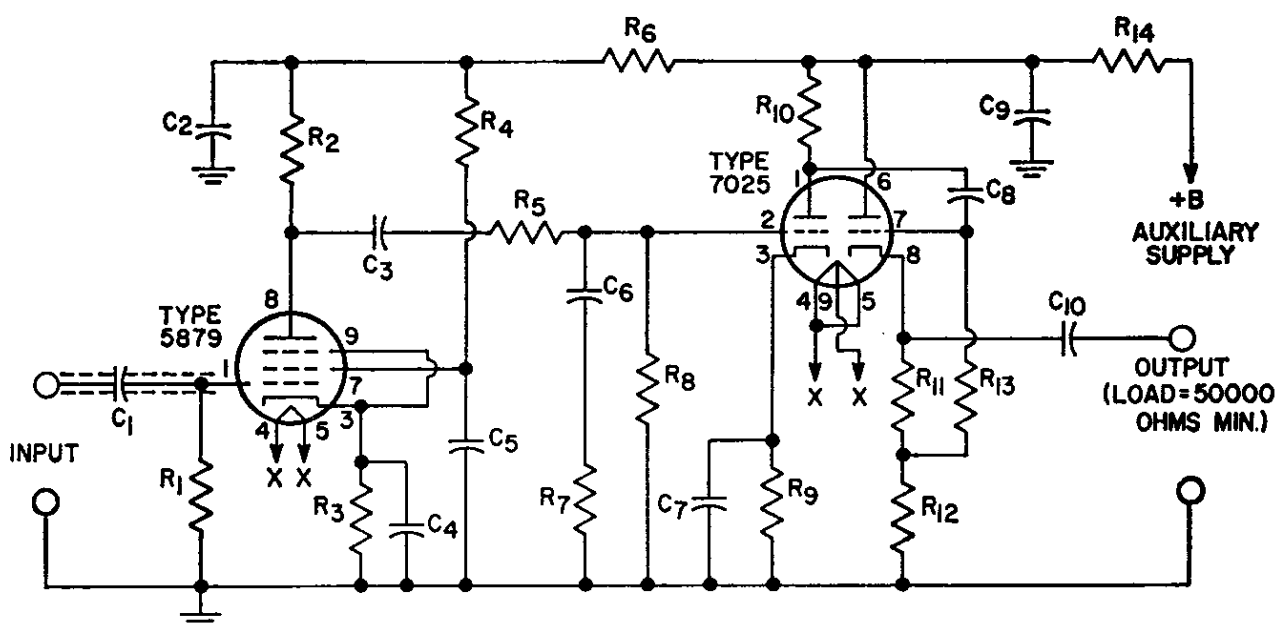 R6
R14
C2
R2
R4
R10
C9
TYPE
7025
1
6
C8
+B
AUXILIARY
SUPPLY
R5
2
7
C3
3
8
C6
4 9 5
C10
TYPE
5879
8
9
1
7
3
4 5
X X
X X
R8
R11
R13
OUTPUT
(LOAD=50000
OHMS MIN.)
C1
INPUT
C5
R1
R3
C4
R7
C7
R9
R12